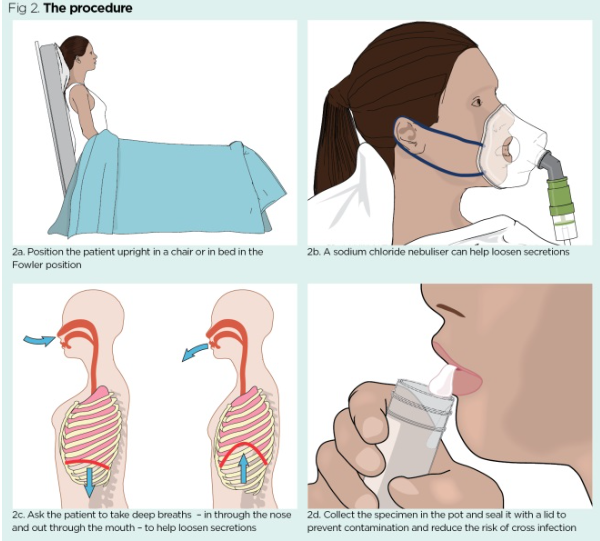 Fig 2. The procedure
2a. Position the patient upright in a chair or in bed in the
Fowler position
2b. A sodium chloride nebuliser can help loosen secretions
2c. Ask the patient to take deep breaths – in through the nose
and out through the mouth – to help loosen secretions
2d. Collect the specimen in the pot and seal it with a lid to
prevent contamination and reduce the risk of cross infection